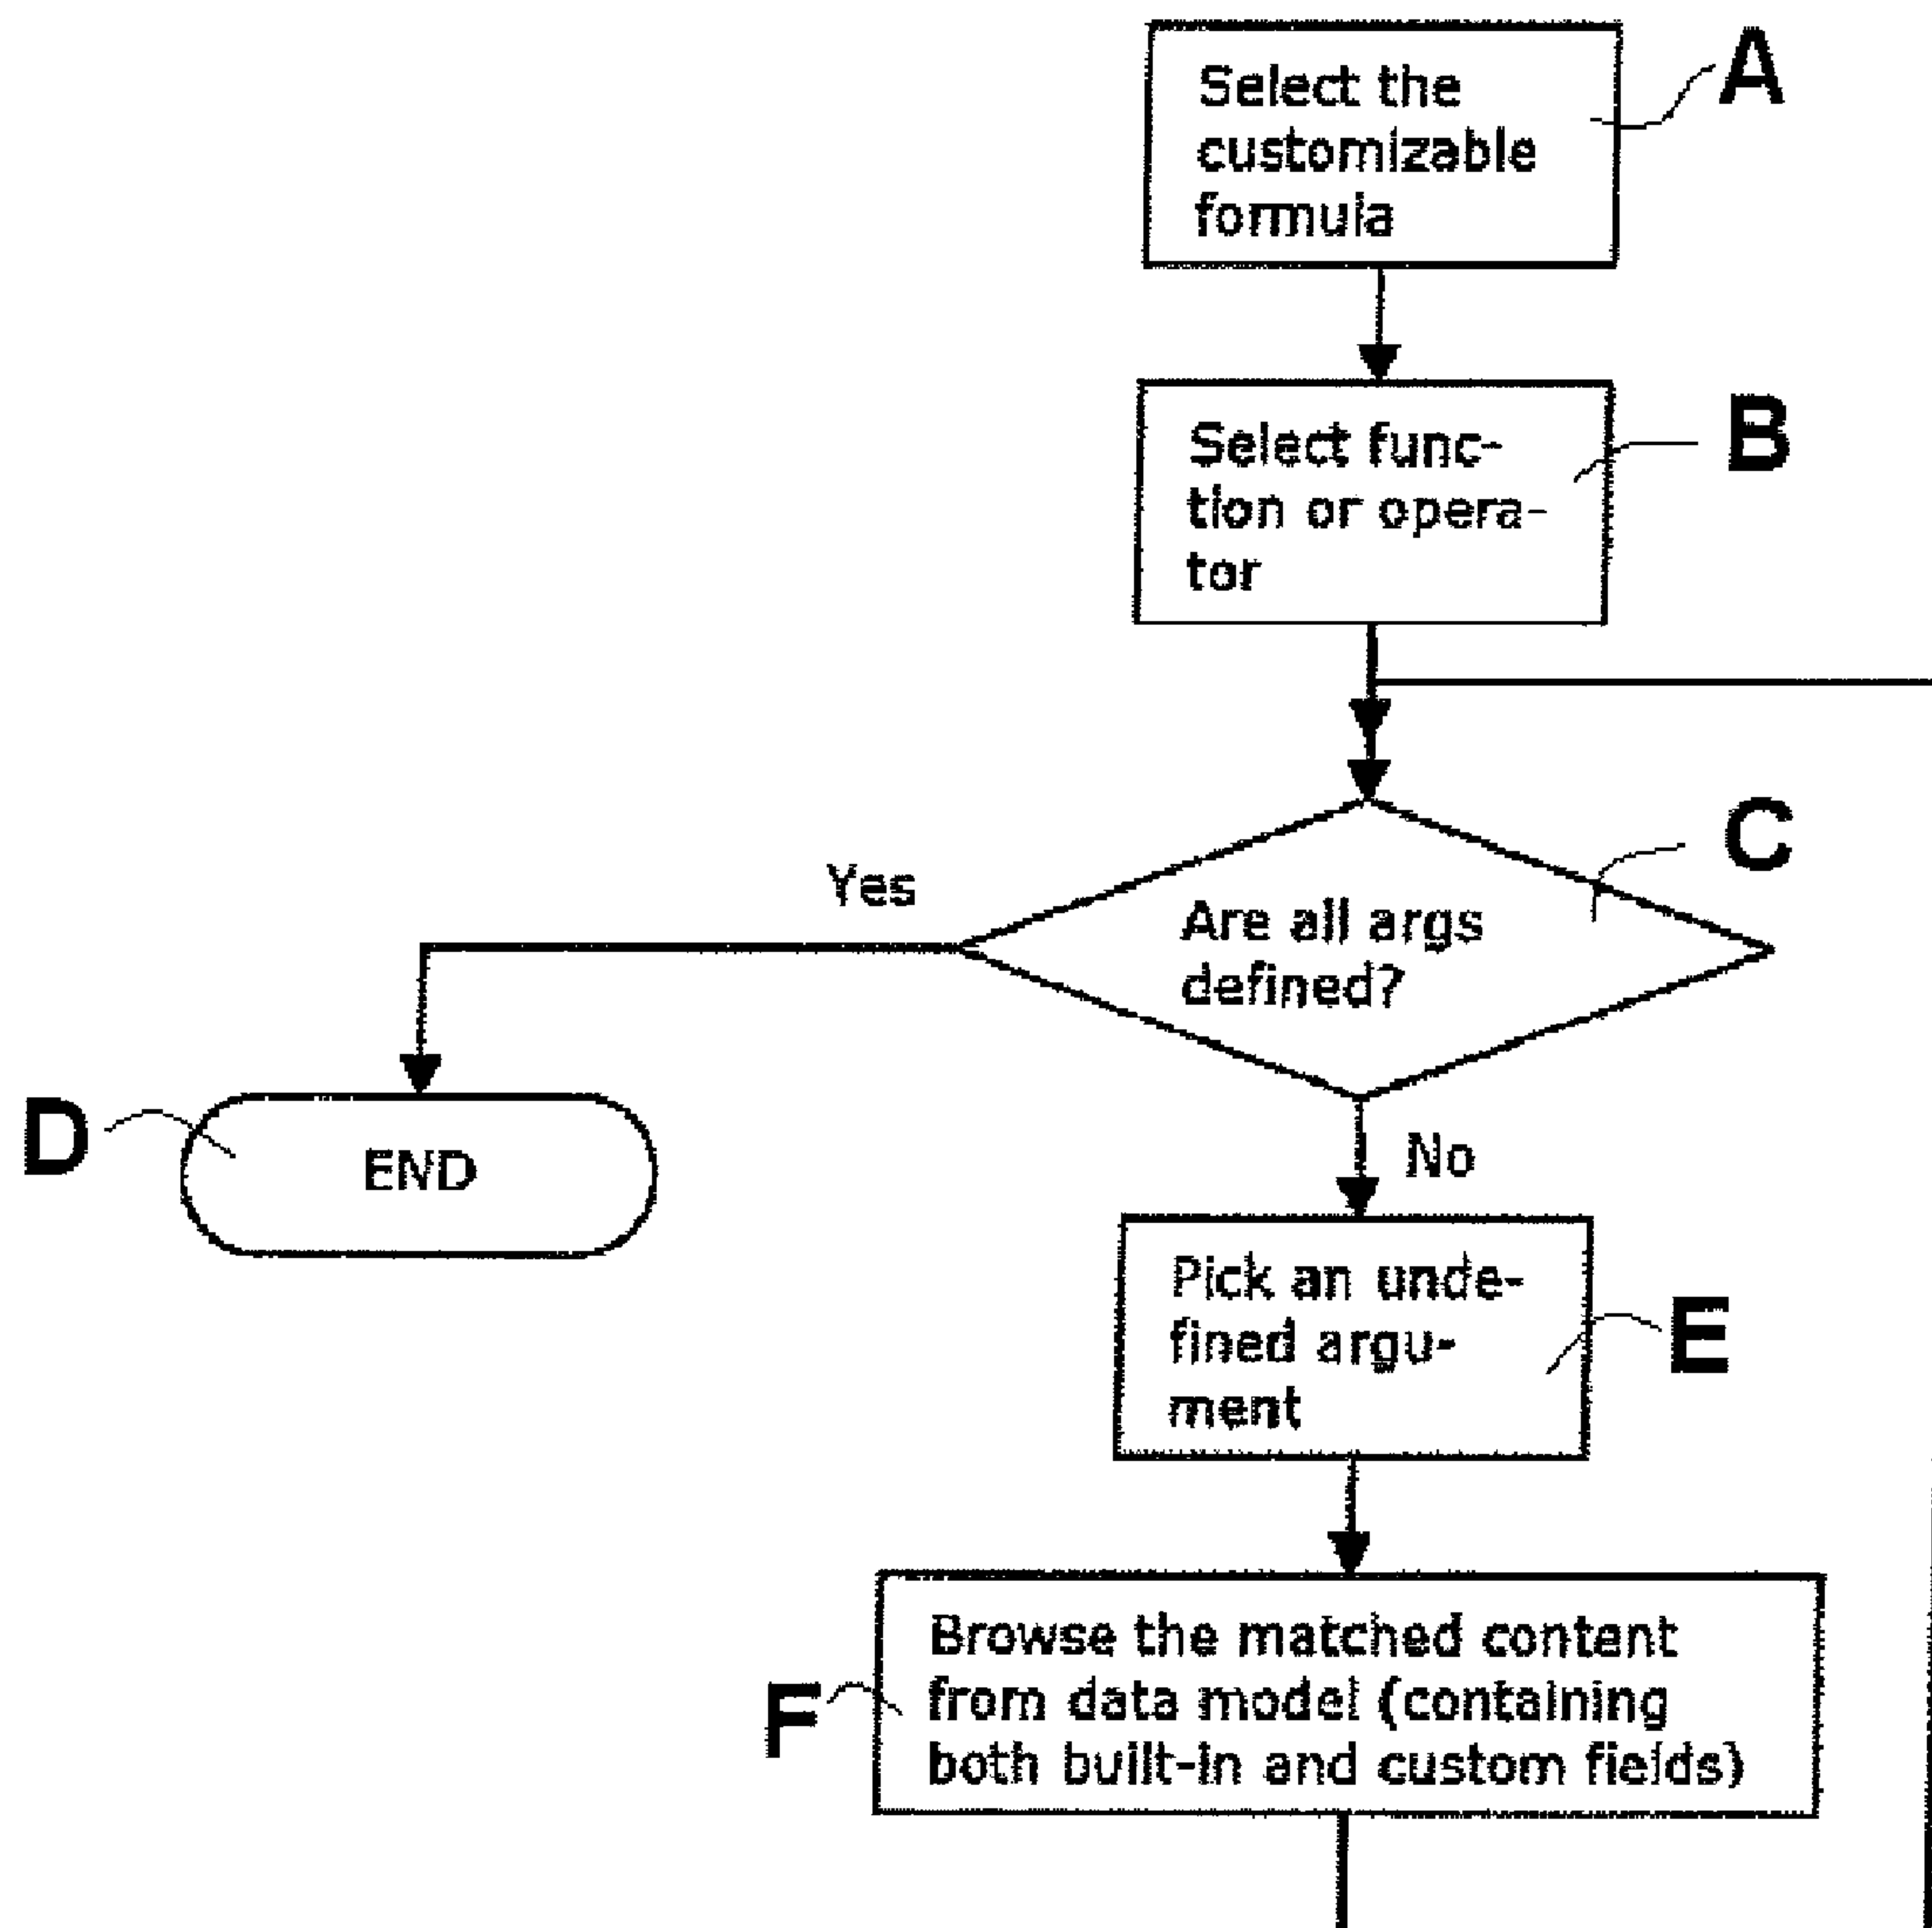 Select the
customizable
formula
A
Select func-
tion or opera-
tor
B
C
Yes
Are all args
defined?
D
END
No
Pick an unde-
fined argu-
ment
E
Browse the matched content
from data model (containing
both built-in and custom fields)
F